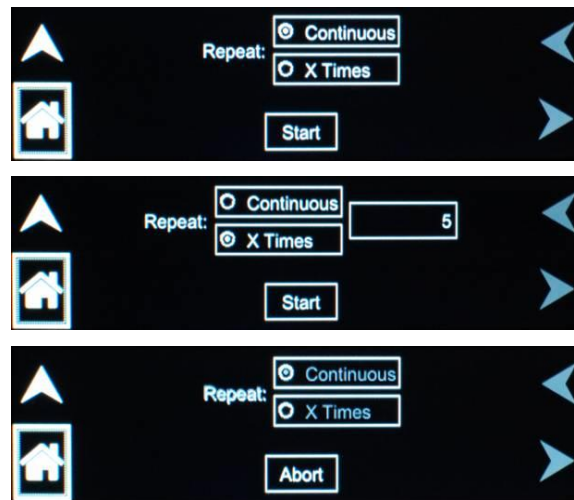 Continuous
Repeat:
X Times
Start
Continuous
Repeat:
5
X Times
Start
Continuous
Repeat:
X Times
Abort